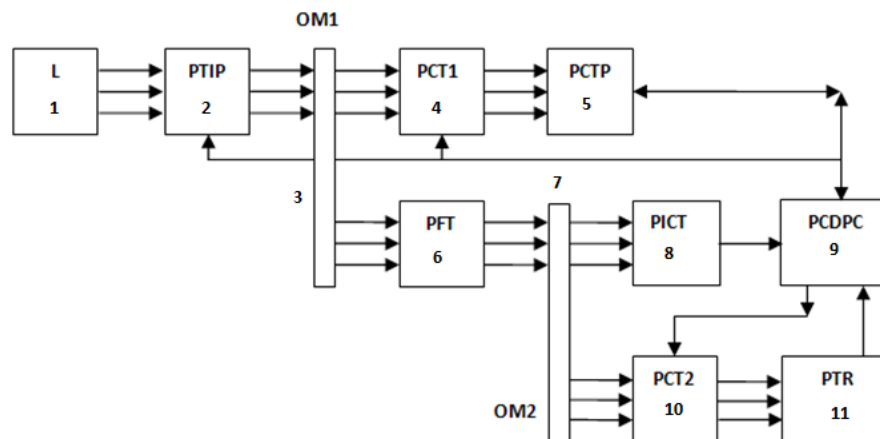 OM1
L
1
PTIP
2
PCT1
4
PCTP
5
3
7
PFT
6
PICT
8
PCDPC
9
OM2
PCT2
10
PTR
11